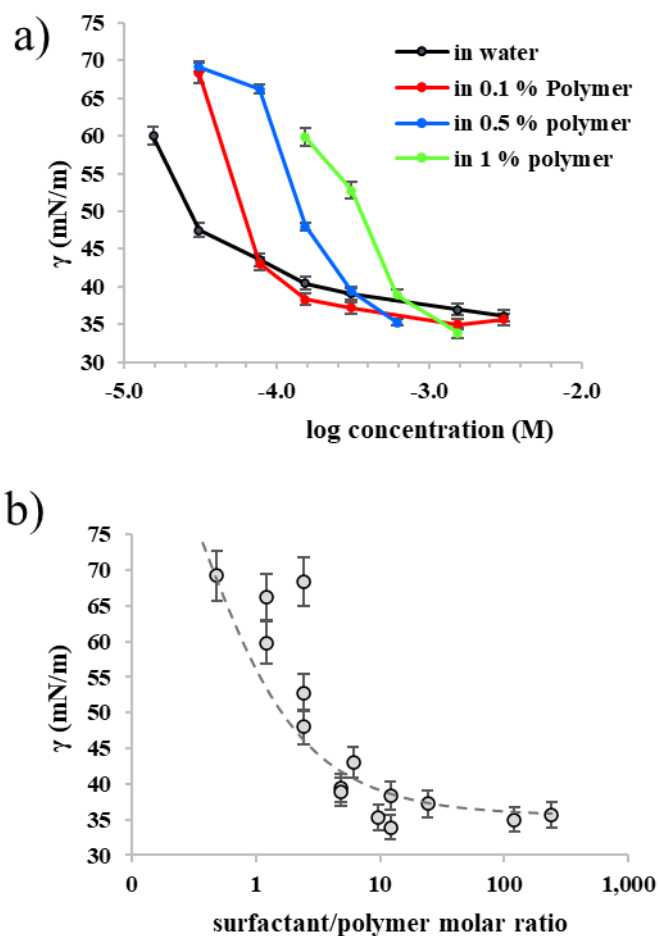 a)
75
70
65
60
55
50
45
40
35
30
γ (mN/m)
-5.0 -4.0 -3.0 -2.0
log concentration (M)
in water
in 0.1 % Polymer
in 0.5 % polymer
in 1 % polymer
b)
75
70
65
60
55
50
45
40
35
30
γ (mN/m)
0 1 10 100 1,000
surfactant/polymer molar ratio